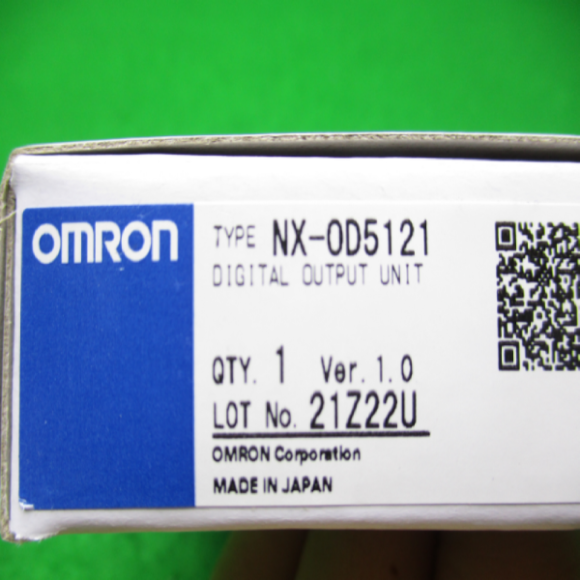 OMRON
TYPE NX-OD5121
DIGITAL OUTPUT UNIT
QTY. 1 Ver. 1.0
LOT No. 21Z22U
OMRON Corporation
MADE IN JAPAN